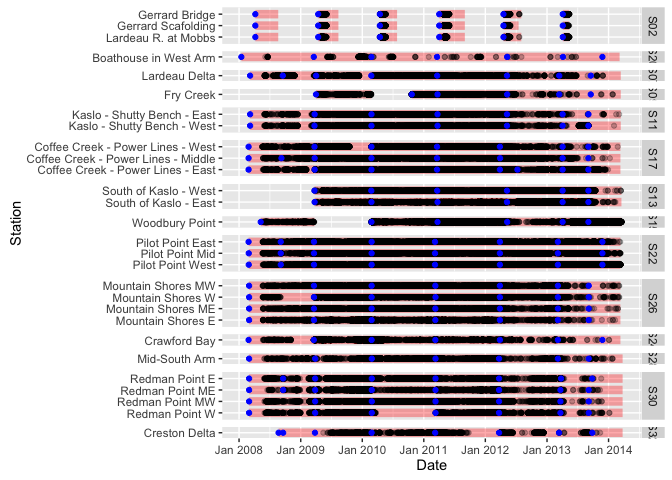 Gerrard Bridge
Gerrard Scafolding
Lardeau R. at Mobbs
S02
Boathouse in West Arm
Lardeau Delta
Fry Creek
Kaslo - Shutty Bench - East
Kaslo - Shutty Bench - West
S11
Coffee Creek - Power Lines - West
Coffee Creek - Power Lines - Middle
Coffee Creek - Power Lines - East
S17
South of Kaslo - West
South of Kaslo - East
S13
Woodbury Point
Pilot Point East
Pilot Point Mid
Pilot Point West
S22
Mountain Shores MW
Mountain Shores W
Mountain Shores ME
Mountain Shores E
S26
Crawford Bay
Mid-South Arm
Redman Point E
Redman Point ME
Redman Point MW
Redman Point W
S30
Creston Delta
Station
Jan 2008 Jan 2009 Jan 2010 Jan 2011 Jan 2012 Jan 2013 Jan 2014
Date